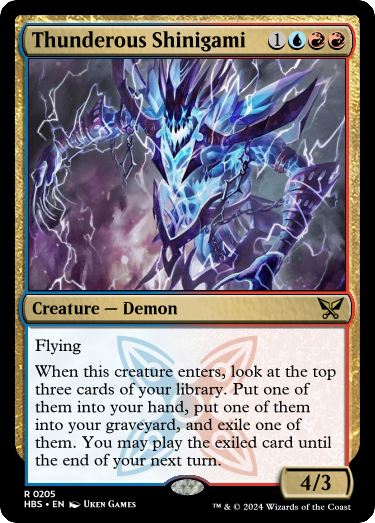 Thunderous Shinigami 1
Creature — Demon
Flying
When this creature enters, look at the top
three cards of your library. Put one of
them into your hand, put one of them
into your graveyard, and exile one of
them. You may play the exiled card until
the end of your next turn.
4/3
R 0205
HBS • EN Uken Games
™ & © 2024 Wizards of the Coast